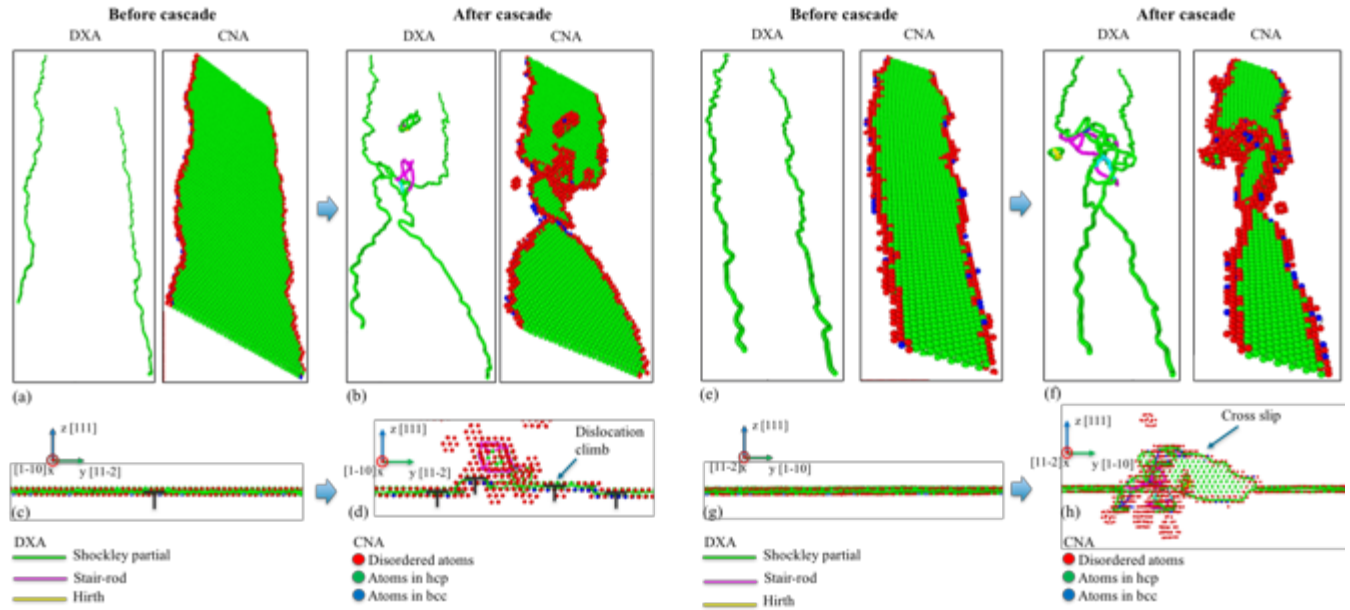 Before cascade
After cascade
Before cascade
After cascade
DXA
CNA
DXA
CNA
DXA
CNA
DXA
CNA
(a)
(b)
(e)
(f)
z [111]
[1-10] x
y [11-2]
(c)
z [111]
[1-10] x
y [11-2]
Dislocation
climb
(d)
z [111]
[11-2] x
y [1-10]
(g)
z [111]
[11-2] x
y [1-10]
Cross slip
(h)
DXA
Shockley partial
Stair-rod
Hirth
CNA
Disordered atoms
Atoms in hcp
Atoms in bcc
DXA
Shockley partial
Stair-rod
Hirth
CNA
Disordered atoms
Atoms in hcp
Atoms in bcc